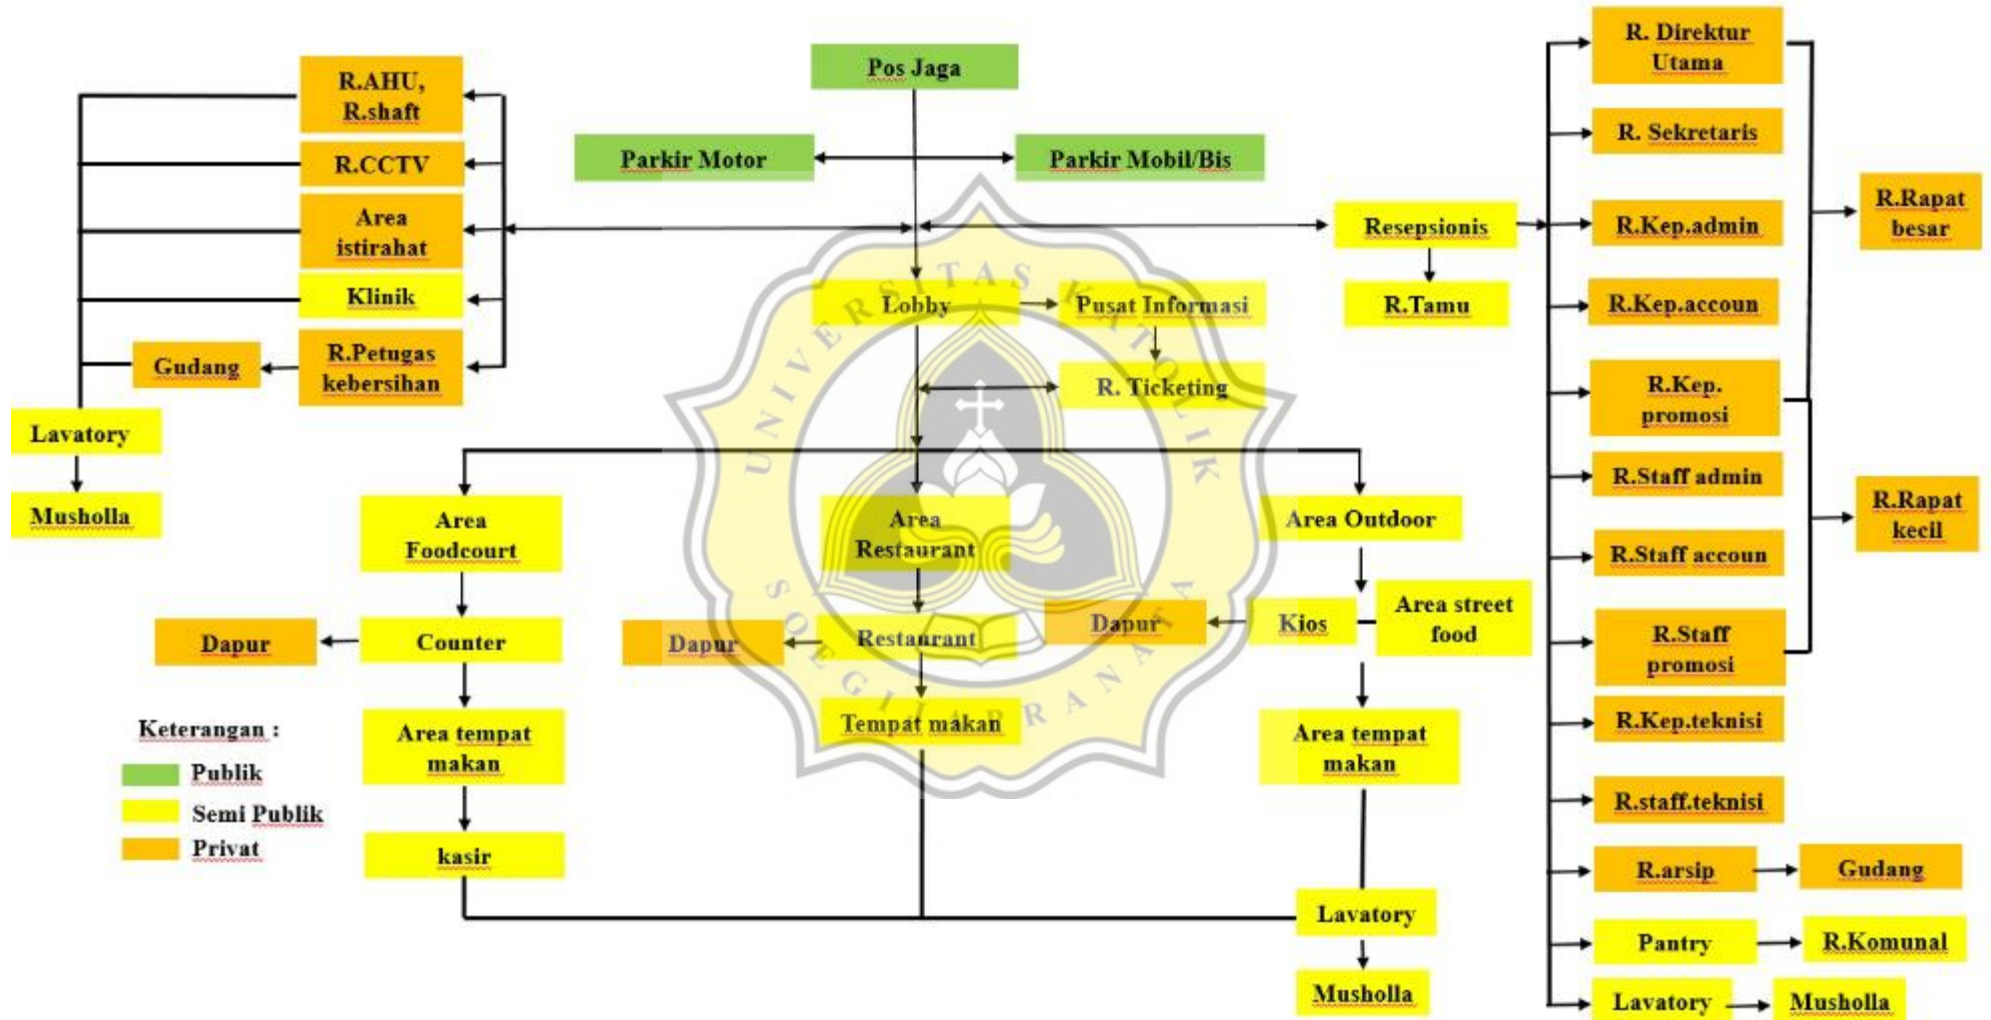 Pos Jaga
Parkir Motor
Parkir Mobil/Bis
R.AHU,
R.shaft
R.CCTV
Area
istirahat
Klinik
R.Petugas
kebersihan
Gudang
Lavatory
Musholla
Lobby
Pusat Informasi
R. Ticketing
Resepsionis
R.Tamu
R. Direktur
Utama
R. Sekretaris
R.Kep.admin
R.Kep.accoun
R.Kep.
promosi
R.Staff admin
R.Staff accoun
R.Staff
promosi
R.Kep.teknisi
R.staff.teknisi
R.arsip
Gudang
Pantry
R.Komunal
Lavatory
Musholla
R.Rapat
besar
R.Rapat
kecil
Area
Foodcourt
Counter
Dapur
Area tempat
makan
kasir
Area
Restaurant
Restaurant
Dapur
Tempat makan
Area Outdoor
Kios
Area street
food
Dapur
Area tempat
makan
Lavatory
Musholla
Keterangan :
Publik
Semi Publik
Privat
UNIVERSITAS KATOLIK
SOEGIJAPRANATA